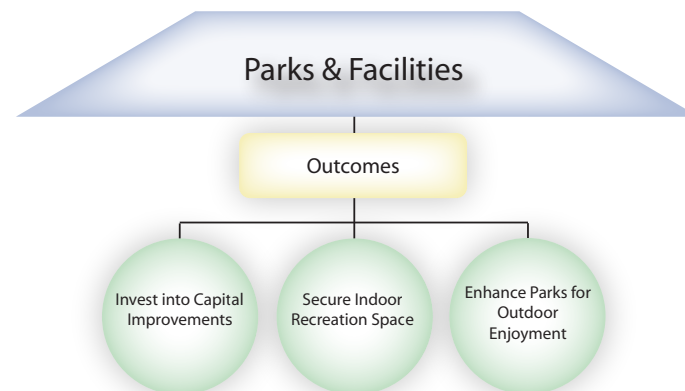 Parks & Facilities
Outcomes
Invest into Capital
Improvements
Secure Indoor
Recreation Space
Enhance Parks for
Outdoor
Enjoyment